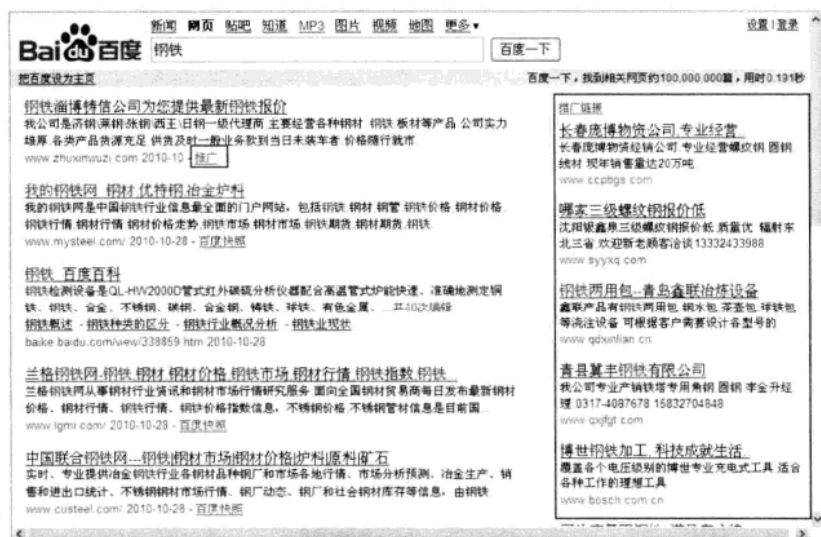 新闻 网页 贴吧 知道 MP3 图片 视频 地图 更多▼
设置|登录
Bai du 百度
钢铁
百度一下
把百度设为主页
百度一下，找到相关网页约100,000,000篇，用时0.191秒
钢铁淄博特信公司为您提供最新钢铁报价
我公司是济钢\莱钢\张钢\西王\日钢一级代理商.主要经营各种钢材 钢铁.板材等产品.公司实力
雄厚.各类产品货源充足.供货及时一般业务款到当日未装车者.价格随行就市.
www.zhuxinwuzi.com 2010-10 - 推广
我的钢铁网 钢材,优特钢,冶金炉料
我的钢铁网是中国钢铁行业信息最全面的门户网站，包括钢铁.钢材.钢管.钢铁价格.钢材价格.
钢铁行情.钢材行情.钢材价格走势.钢铁市场.钢材市场.钢铁期货.钢材期货.钢铁
www.mysteel.com/ 2010-10-28 - 百度快照
钢铁_百度百科
钢铁检测设备是QL-HW2000D管式红外碳硫分析仪器配合高温管式炉能快速、准确地测定钢
铁、钢铁、合金、不锈钢、碳钢、合金钢、铸铁、球铁、有色金属、...共40次编辑
钢铁概述 - 钢铁种类的区分 - 钢铁行业概况分析 - 钢铁业现状
baike.baidu.com/view/338859.htm 2010-10-28
兰格钢铁网,钢铁,钢材,钢材价格,钢铁市场,钢材行情,钢铁指数,钢铁...
兰格钢铁网从事钢材行业资讯和钢材市场行情研究服务.面向全国钢材贸易商每日发布最新钢材
价格、钢材行情、钢铁行情、钢铁价格指数信息，不锈钢价格.不锈钢管材信息是目前国...
www.lgmi.com/ 2010-10-28 - 百度快照
中国联合钢铁网---钢铁|钢材市场|钢材价格|炉料|原料|矿石
实时、专业提供冶金钢铁行业各钢材品种钢厂和市场各地行情、市场分析预测、冶金生产、销
售和进出口统计、不锈钢钢材市场行情、钢厂动态、钢厂和社会钢材库存等信息，由钢铁
www.custeel.com/ 2010-10-28 - 百度快照
推广链接
长春庞博物资公司,专业经营...
长春庞博物资经销公司.专业经营螺纹钢.圆钢
线材.现年销售量达20万吨.
www.ccpbgs.com
哪家三级螺纹钢报价低
沈阳银鑫泉三级螺纹钢报价低.质量优 辐射东
北三省.欢迎新老顾客洽谈13332433988
www.syyxq.com
钢铁两用包--青岛鑫联冶炼设备
鑫联产品有钢铁两用包.钢水包.茶壶包.球铁包
等浇注设备.可根据客户需要设计各型号的
www.qdxinlian.cn
青县冀丰钢铁有限公司
我公司专业产销铁塔专用角钢.圆钢.李金升经
理.0317-4087678 15832704848
www.qxjfgt.com
博世钢铁加工,科技成就生活...
覆盖各个电压级别的博世专业充电式工具.适合
各种工作的理想工具
www.bosch.com.cn